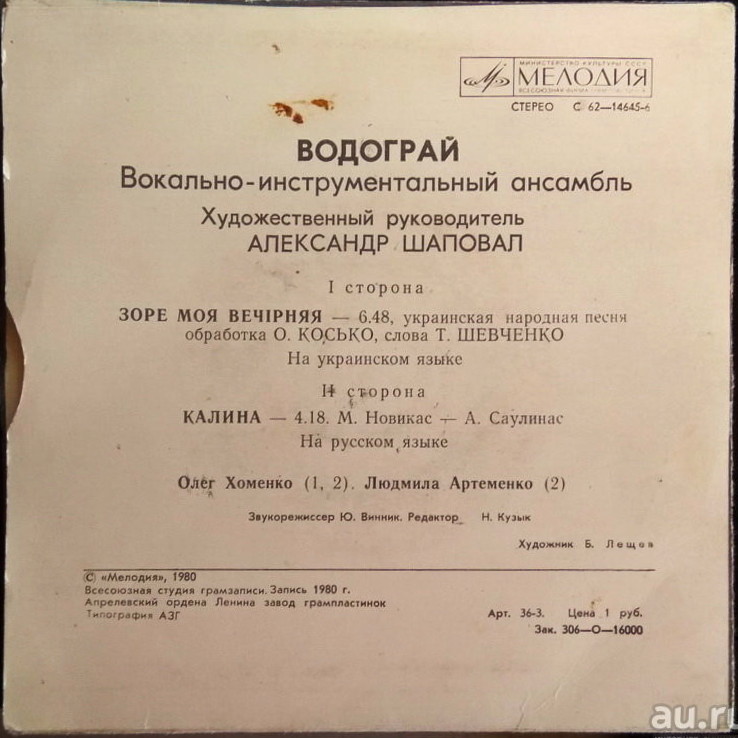 МИНИСТЕРСТВО КУЛЬТУРЫ СССР
МЕЛОДИЯ
ВСЕСОЮЗНАЯ ФИРМА
СТЕРЕО С 62—14645-6
ВОДОГРАЙ
Вокально-инструментальный ансамбль
Художественный руководитель
АЛЕКСАНДР ШАПОВАЛ
I сторона
ЗОРЕ МОЯ ВЕЧІРНЯЯ — 6.48, украинская народная песня
обработка О. КОСЬКО, слова Т. ШЕВЧЕНКО
На украинском языке
II сторона
КАЛИНА — 4.18. М. Новикас — А. Саулинас
На русском языке
Олег Хоменко (1, 2). Людмила Артеменко (2)
Звукорежиссер Ю. Винник. Редактор Н. Кузык
Художник Б. Лещев
© «Мелодия», 1980
Всесоюзная студия грамзаписи. Запись 1980 г.
Апрелевский ордена Ленина завод грампластинок
Типография АЗГ
Арт. 36-3. Цена 1 руб.
Зак. 306—О—16000